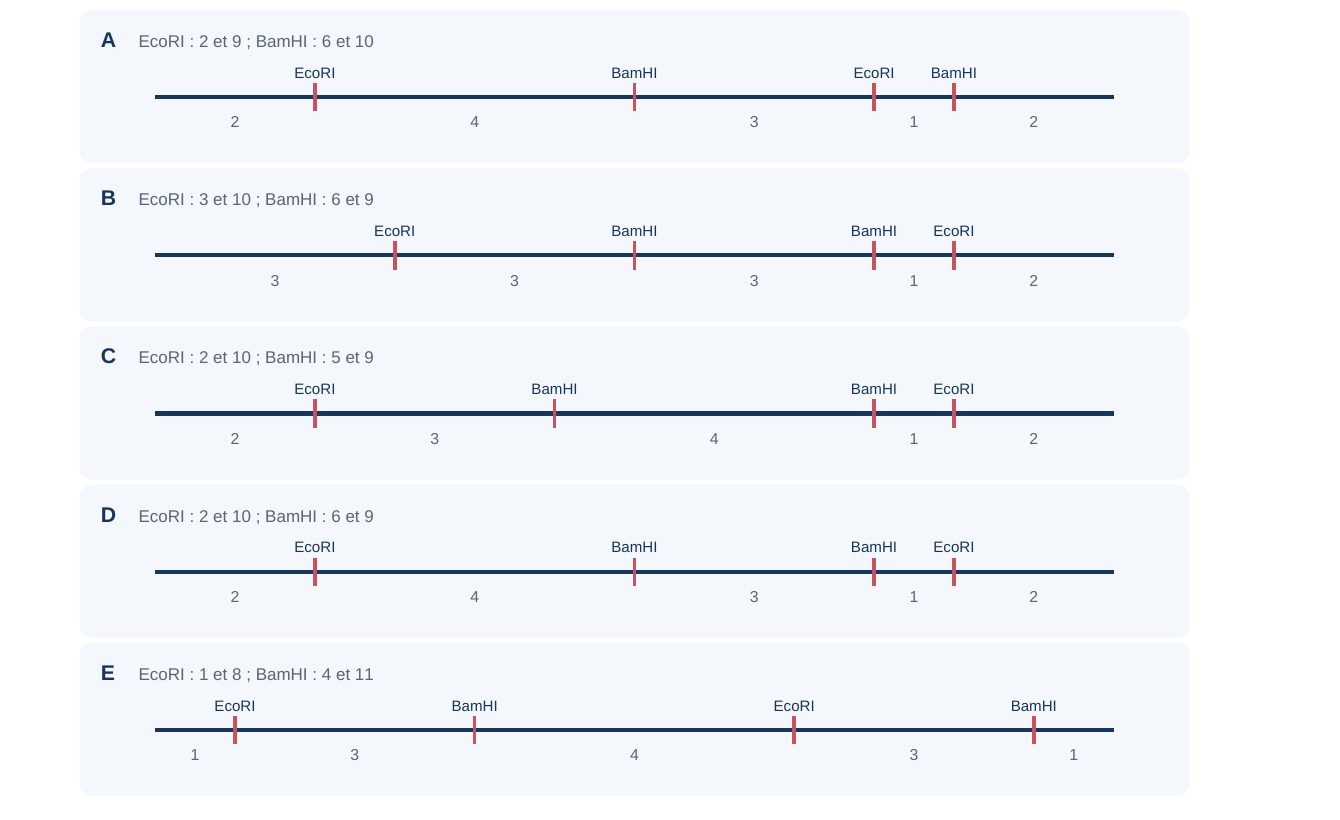 A EcoRI : 2 et 9 ; BamHI : 6 et 10
EcoRI BamHI EcoRI BamHI
2 4 3 1 2
B EcoRI : 3 et 10 ; BamHI : 6 et 9
EcoRI BamHI BamHI EcoRI
3 3 3 1 2
C EcoRI : 2 et 10 ; BamHI : 5 et 9
EcoRI BamHI BamHI EcoRI
2 3 4 1 2
D EcoRI : 2 et 10 ; BamHI : 6 et 9
EcoRI BamHI BamHI EcoRI
2 4 3 1 2
E EcoRI : 1 et 8 ; BamHI : 4 et 11
EcoRI BamHI EcoRI BamHI
1 3 4 3 1